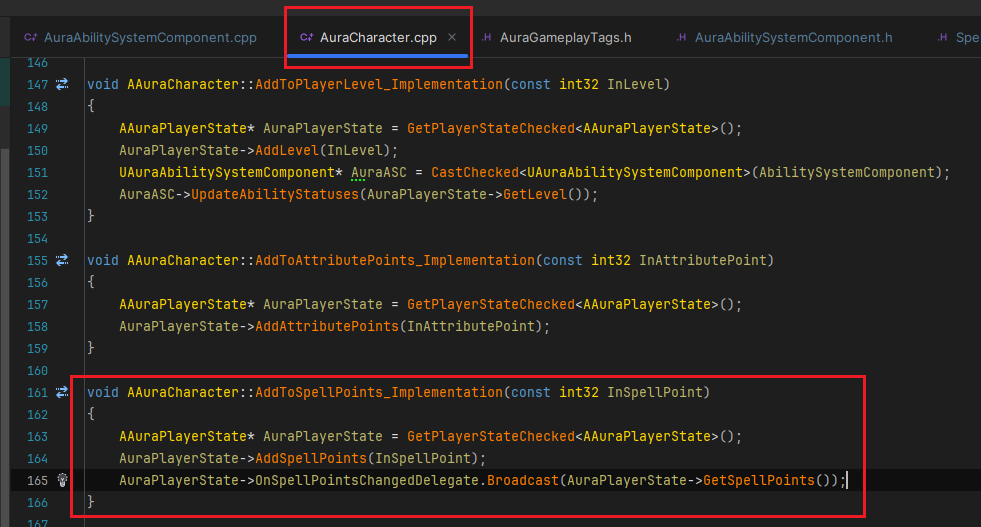 AuraAbilitySystemComponent.cpp AuraCharacter.cpp AuraGameplayTags.h AuraAbilitySystemComponent.h Spe
146
147 void AAuraCharacter::AddToPlayerLevel_Implementation(const int32 InLevel)
148 {
149 AAuraPlayerState* AuraPlayerState = GetPlayerStateChecked<AAuraPlayerState>();
150 AuraPlayerState->AddLevel(InLevel);
151 UAuraAbilitySystemComponent* AuraASC = CastChecked<UAuraAbilitySystemComponent>(AbilitySystemComponent);
152 AuraASC->UpdateAbilityStatuses(AuraPlayerState->GetLevel());
153 }
154
155 void AAuraCharacter::AddToAttributePoints_Implementation(const int32 InAttributePoint)
156 {
157 AAuraPlayerState* AuraPlayerState = GetPlayerStateChecked<AAuraPlayerState>();
158 AuraPlayerState->AddAttributePoints(InAttributePoint);
159 }
160
161 void AAuraCharacter::AddToSpellPoints_Implementation(const int32 InSpellPoint)
162 {
163 AAuraPlayerState* AuraPlayerState = GetPlayerStateChecked<AAuraPlayerState>();
164 AuraPlayerState->AddSpellPoints(InSpellPoint);
165 AuraPlayerState->OnSpellPointsChangedDelegate.Broadcast(AuraPlayerState->GetSpellPoints());
166 }
167